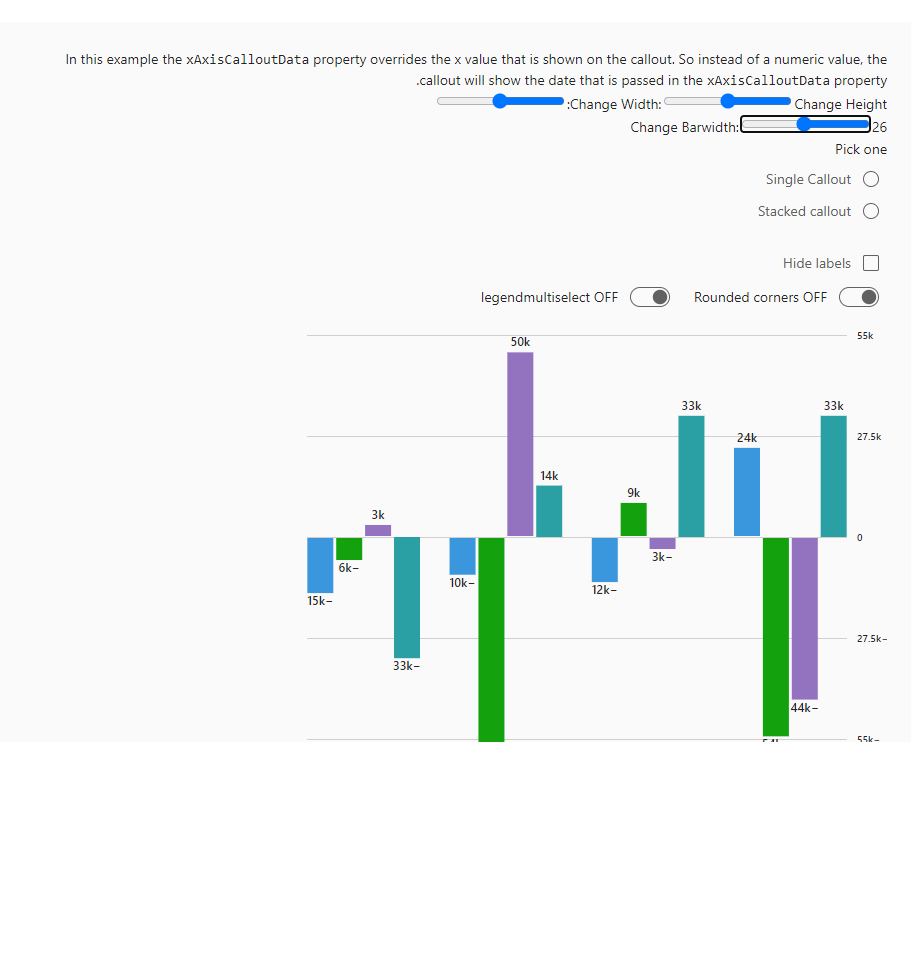 In this example the xAxisCalloutData property overrides the x value that is shown on the callout. So instead of a numeric value, the
.callout will show the date that is passed in the xAxisCalloutData property
:Change Width: Change Height
Change Barwidth: 26
Pick one
Single Callout
Stacked callout
Hide labels
legendmultiselect OFF Rounded corners OFF
55k
50k
33k 33k
24k 27.5k
14k
9k
3k
0
3k−
6k−
10k−
12k−
15k−
27.5k−
33k−
44k−
55k−